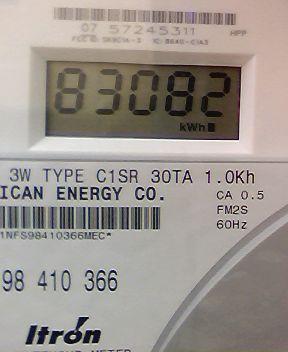 07 57245311
HPP
83082
kWh
3W TYPE C1SR 30TA 1.0Kh
ICAN ENERGY CO.
CA 0.5
FM2S
60Hz
1NFS98410366MEC*
98 410 366
Itron